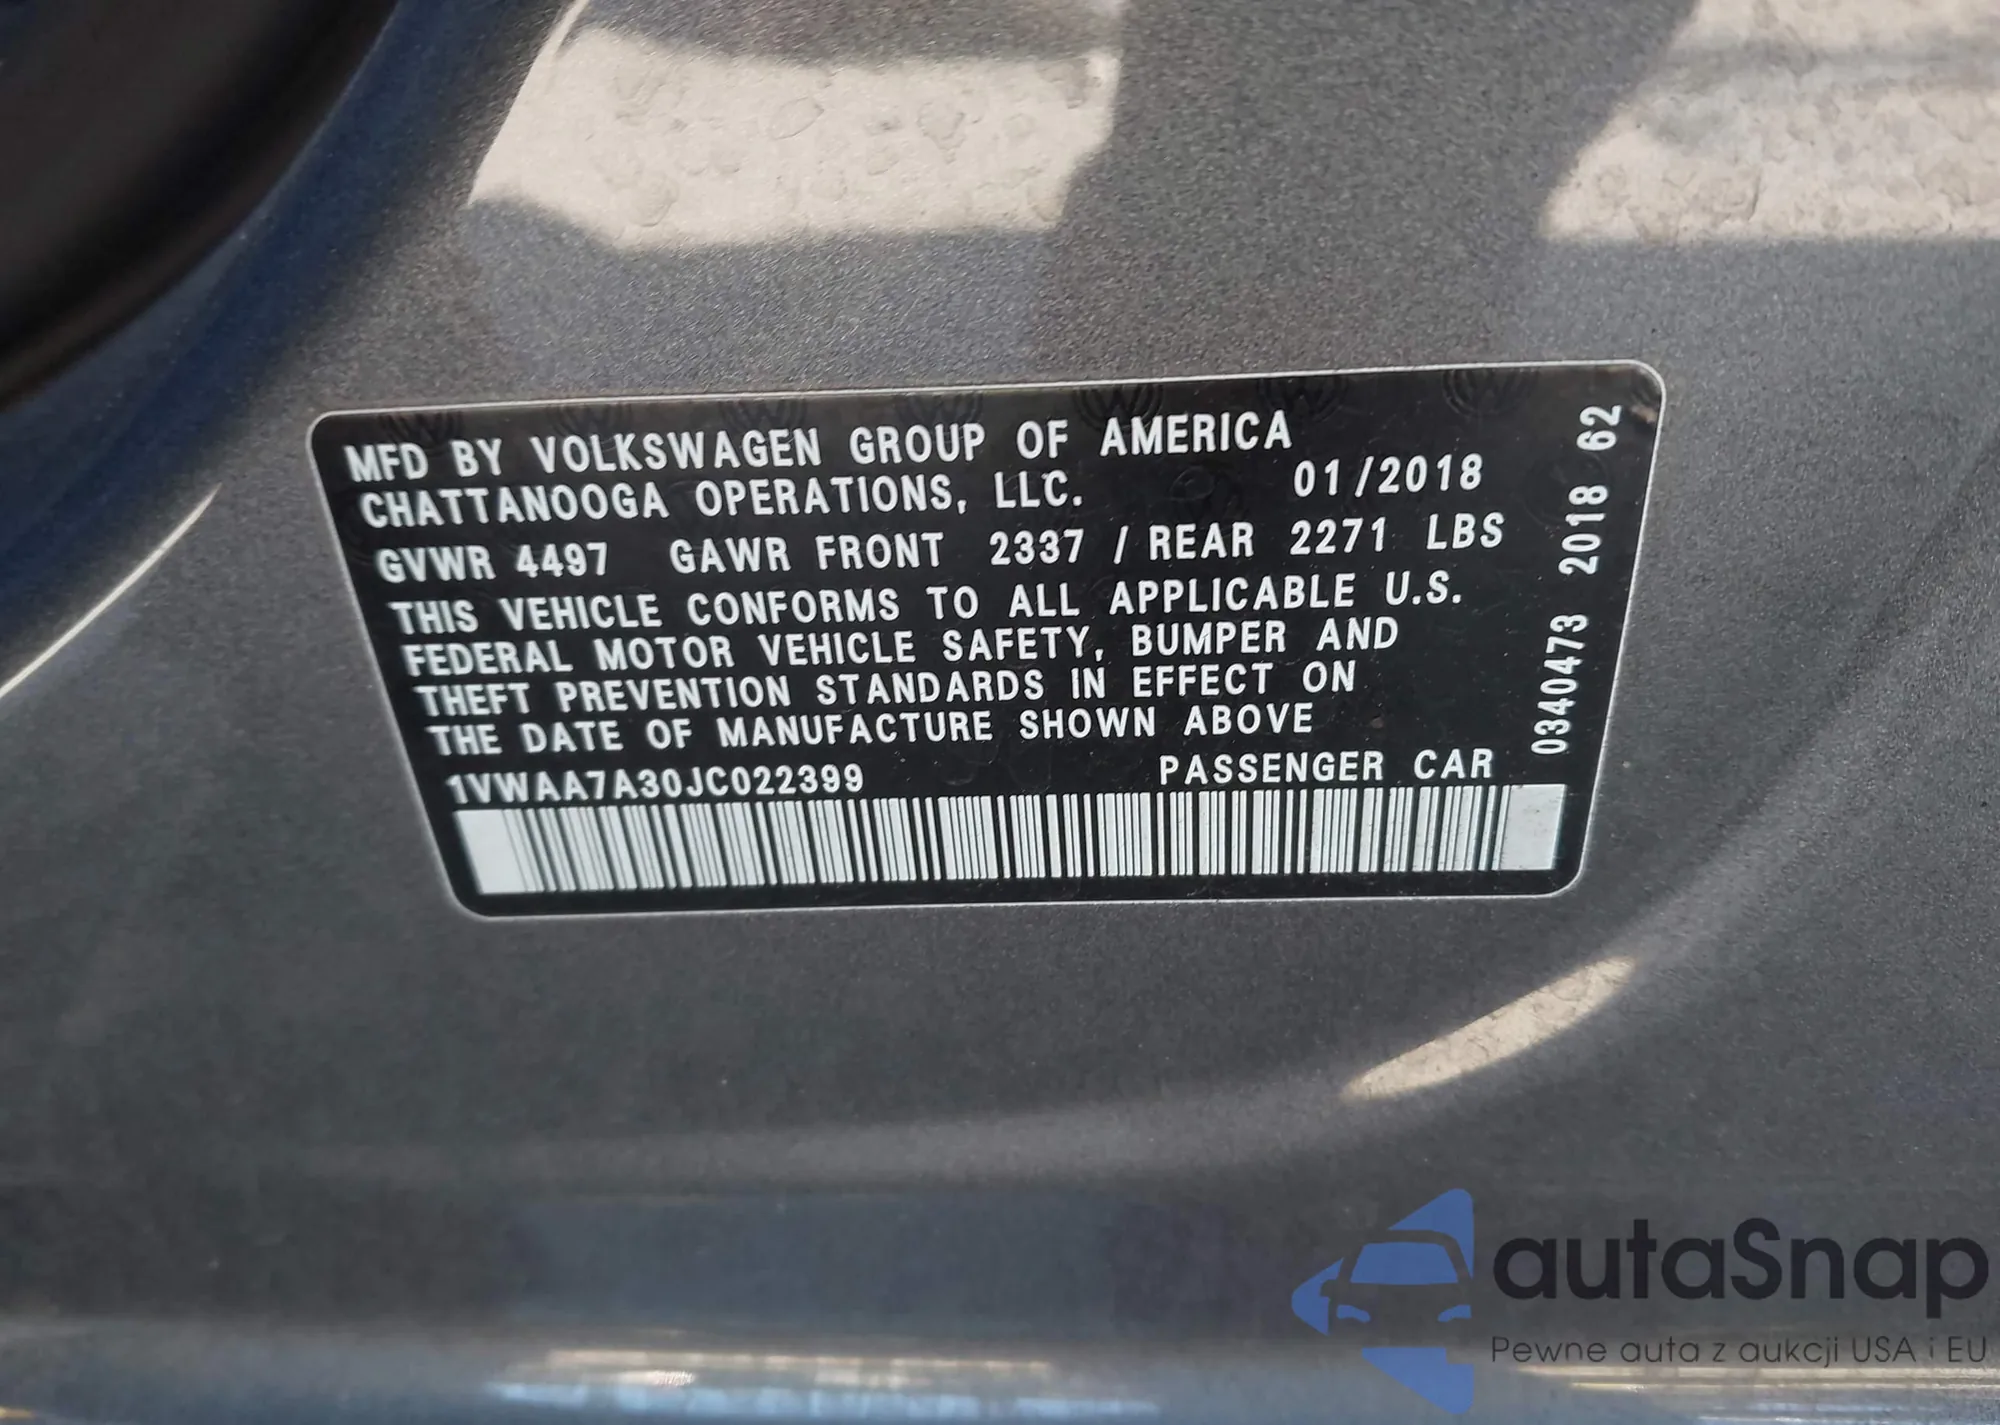 MFD BY VOLKSWAGEN GROUP OF AMERICA
CHATTANOOGA OPERATIONS, LLC. 01/2018
GVWR 4497 GAWR FRONT 2337 / REAR 2271 LBS
THIS VEHICLE CONFORMS TO ALL APPLICABLE U.S.
FEDERAL MOTOR VEHICLE SAFETY, BUMPER AND
THEFT PREVENTION STANDARDS IN EFFECT ON
THE DATE OF MANUFACTURE SHOWN ABOVE
1VWAA7A30JC022399 PASSENGER CAR
0340473 2018 62
autaSnap
Pewne auta z aukcji USA i EU